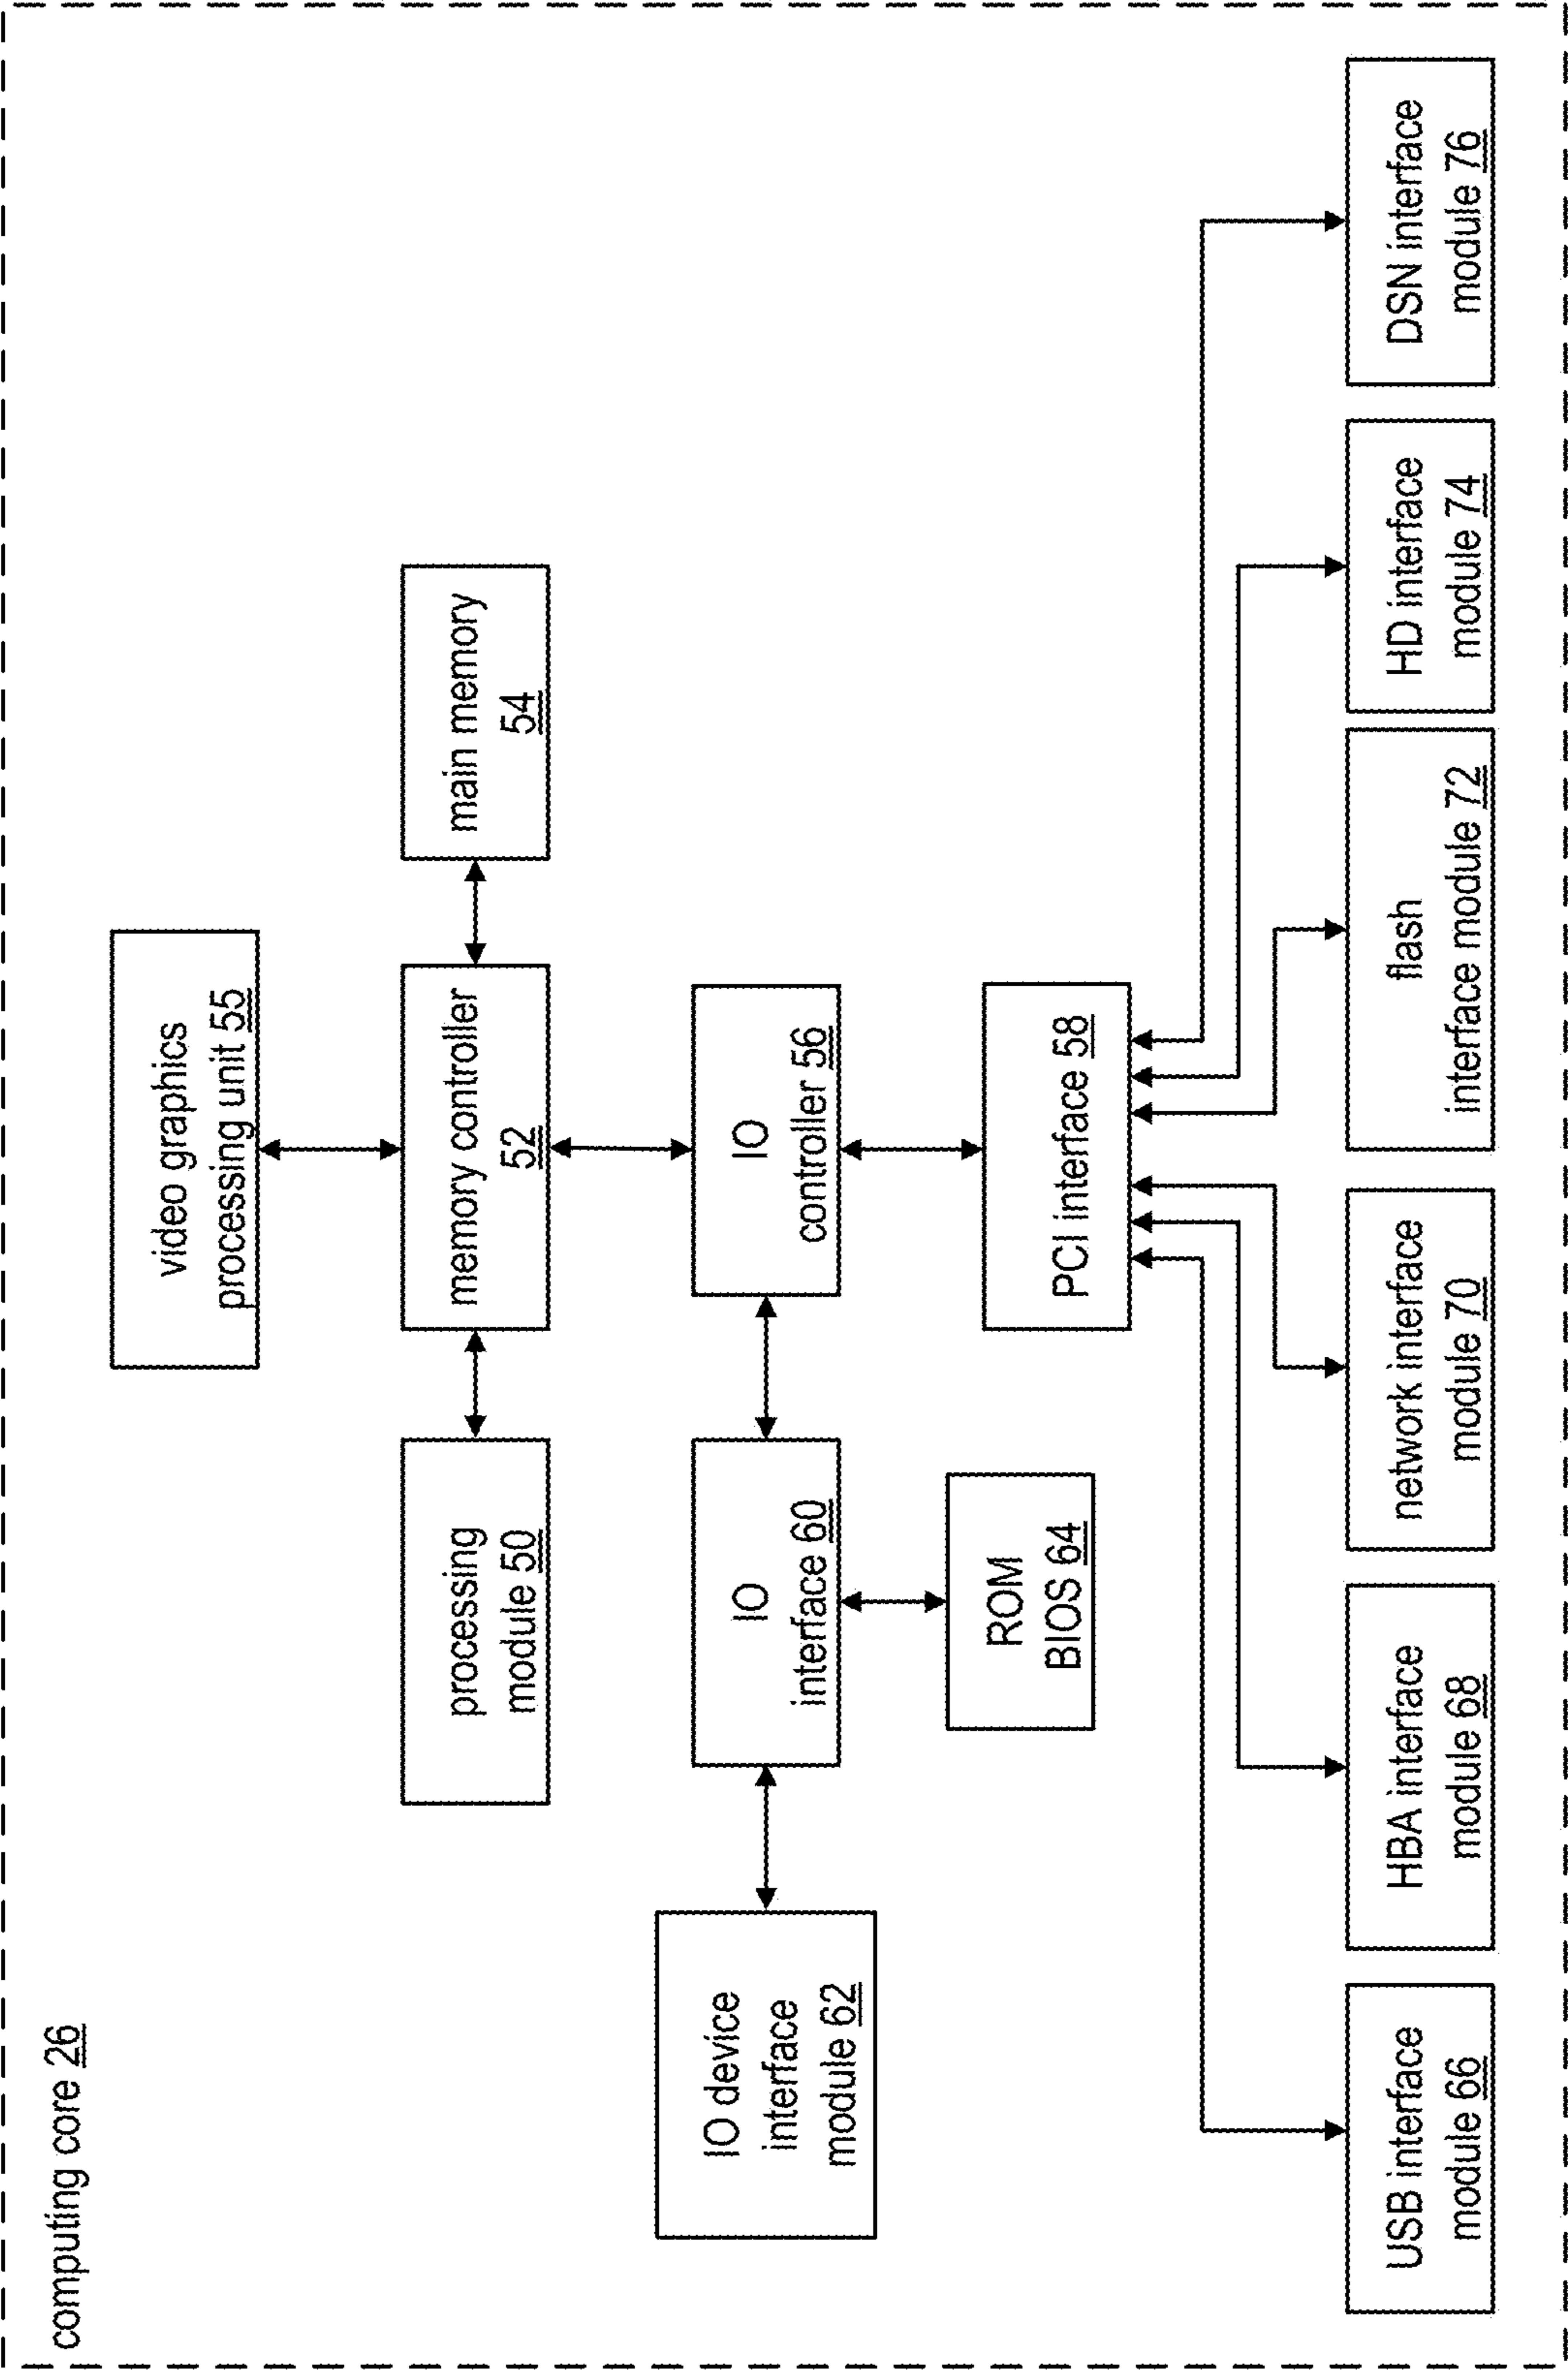 computing core 26
video graphics
processing unit 55
processing
module 50
memory controller
52
main memory
54
IO device
interface
module 62
IO
interface 60
IO
controller 56
ROM
BIOS 64
PCI interface 58
USB interface
module 66
HBA interface
module 68
network interface
module 70
flash
interface module 72
HD interface
module 74
DSN interface
module 76